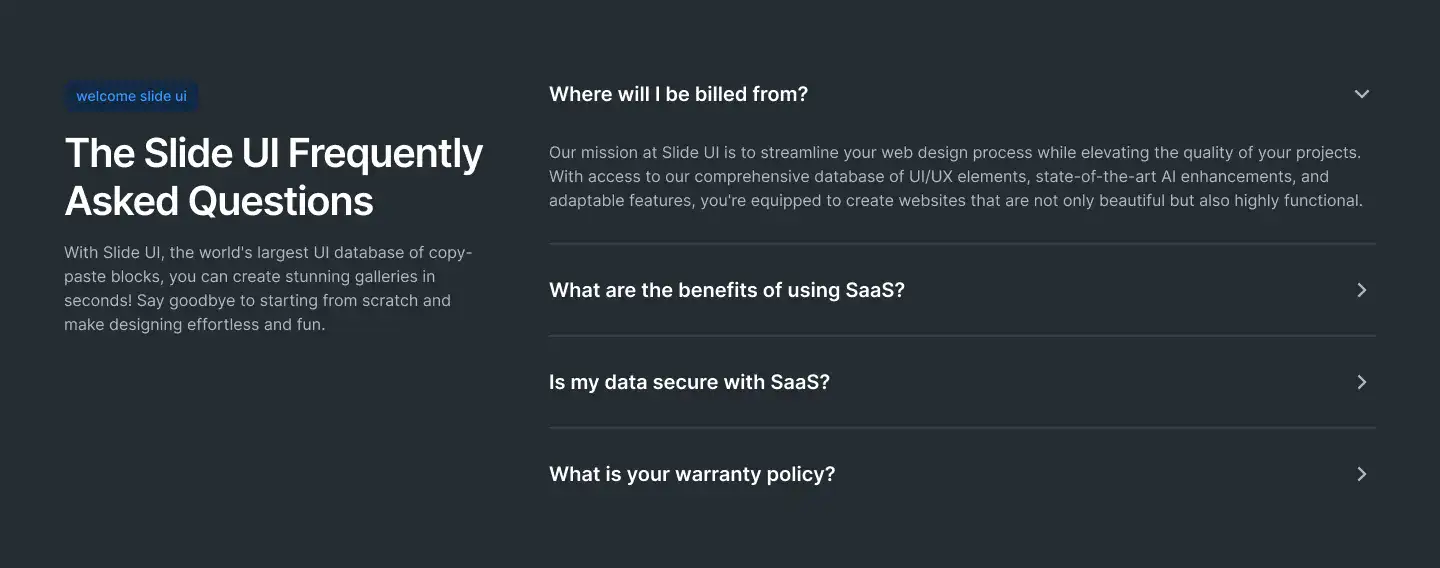 welcome slide ui
The Slide UI Frequently
Asked Questions
With Slide UI, the world's largest UI database of copy-
paste blocks, you can create stunning galleries in
seconds! Say goodbye to starting from scratch and
make designing effortless and fun.
Where will I be billed from?
Our mission at Slide UI is to streamline your web design process while elevating the quality of your projects.
With access to our comprehensive database of UI/UX elements, state-of-the-art AI enhancements, and
adaptable features, you're equipped to create websites that are not only beautiful but also highly functional.
What are the benefits of using SaaS?
Is my data secure with SaaS?
What is your warranty policy?